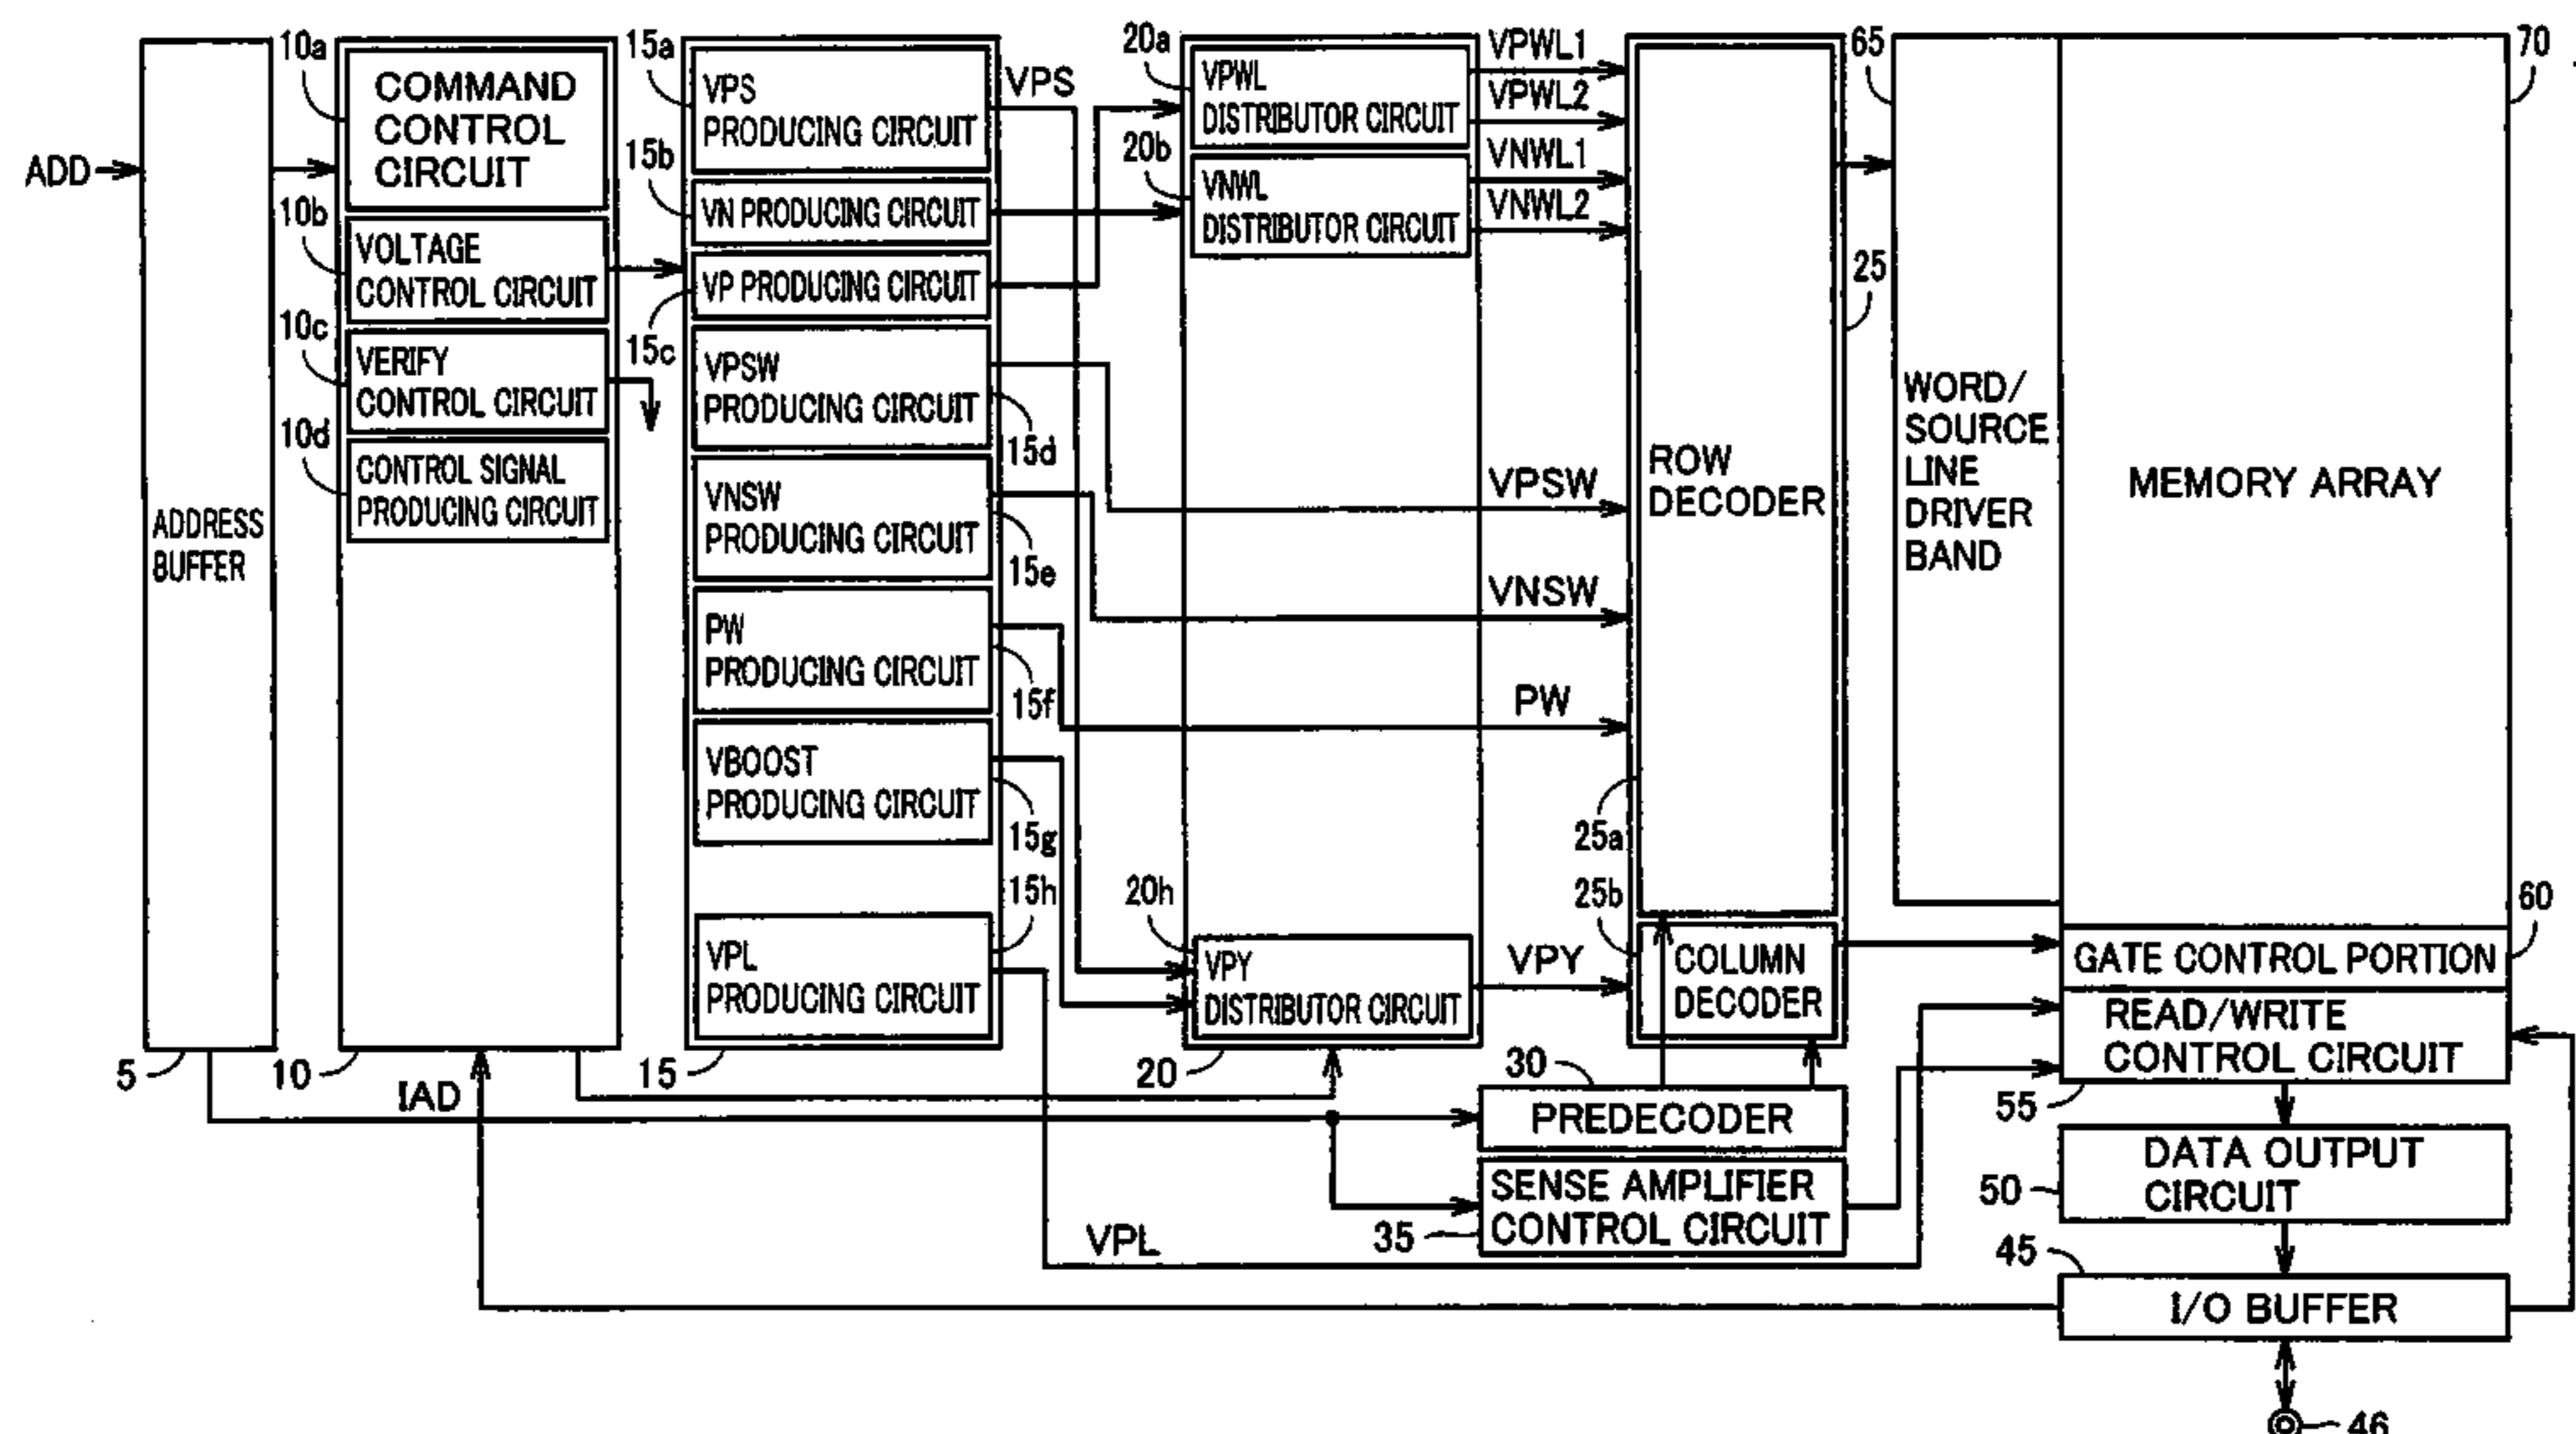 ADD
ADDRESS
BUFFER
5
10a
COMMAND
CONTROL
CIRCUIT
10b
VOLTAGE
CONTROL CIRCUIT
10c
VERIFY
CONTROL CIRCUIT
10d
CONTROL SIGNAL
PRODUCING CIRCUIT
10
IAD
15a
VPS
PRODUCING CIRCUIT
VPS
15b
VN PRODUCING CIRCUIT
VP PRODUCING CIRCUIT
15c
VPSW
PRODUCING CIRCUIT
15d
VNSW
PRODUCING CIRCUIT
15e
PW
PRODUCING CIRCUIT
15f
VBOOST
PRODUCING CIRCUIT
15g
15h
VPL
PRODUCING CIRCUIT
15
VPL
20a
VPWL
DISTRIBUTOR CIRCUIT
20b
VNWL
DISTRIBUTOR CIRCUIT
20h
VPY
DISTRIBUTOR CIRCUIT
20
VPWL1
VPWL2
VNWL1
VNWL2
VPSW
VNSW
PW
VPY
25
ROW
DECODER
25a
25b
COLUMN
DECODER
30
PREDECODER
SENSE AMPLIFIER
CONTROL CIRCUIT
35
65
WORD/
SOURCE
LINE
DRIVER
BAND
70
MEMORY ARRAY
60
GATE CONTROL PORTION
READ/WRITE
CONTROL CIRCUIT
55
DATA OUTPUT
CIRCUIT
50
45
I/O BUFFER
46